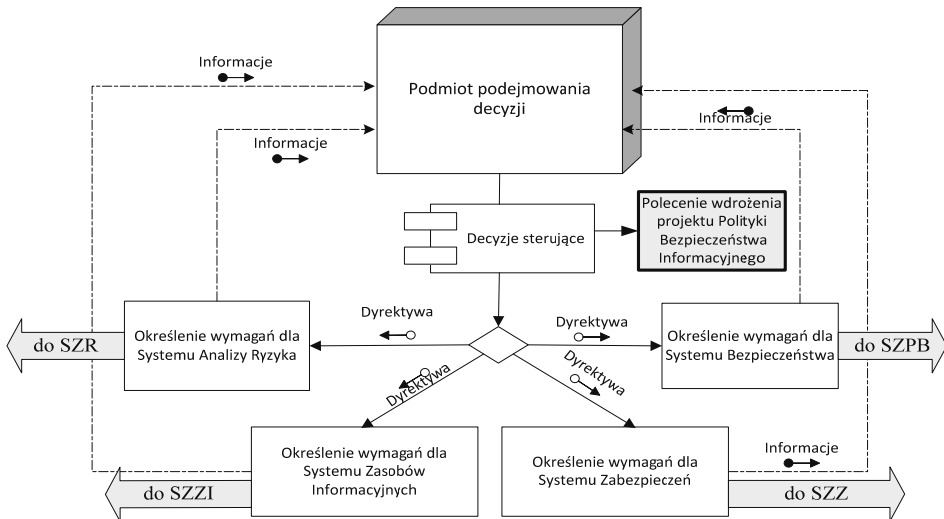 Informacje
Podmiot podejmowania
decyzji
Informacje
Informacje
Polecenie wdrożenia
projektu Polityki
Bezpieczeństwa
Informacyjnego
Decyzje sterujące
Dyrektywa
Dyrektywa
do SZR
Określenie wymagań dla
Systemu Analizy Ryzyka
Określenie wymagań dla
Systemu Bezpieczeństwa
do SZPB
Dyrektywa
Dyrektywa
Określenie wymagań dla
Systemu Zasobów
Informacyjnych
Określenie wymagań dla
Systemu Zabezpieczeń
Informacje
do SZZI
do SZZ